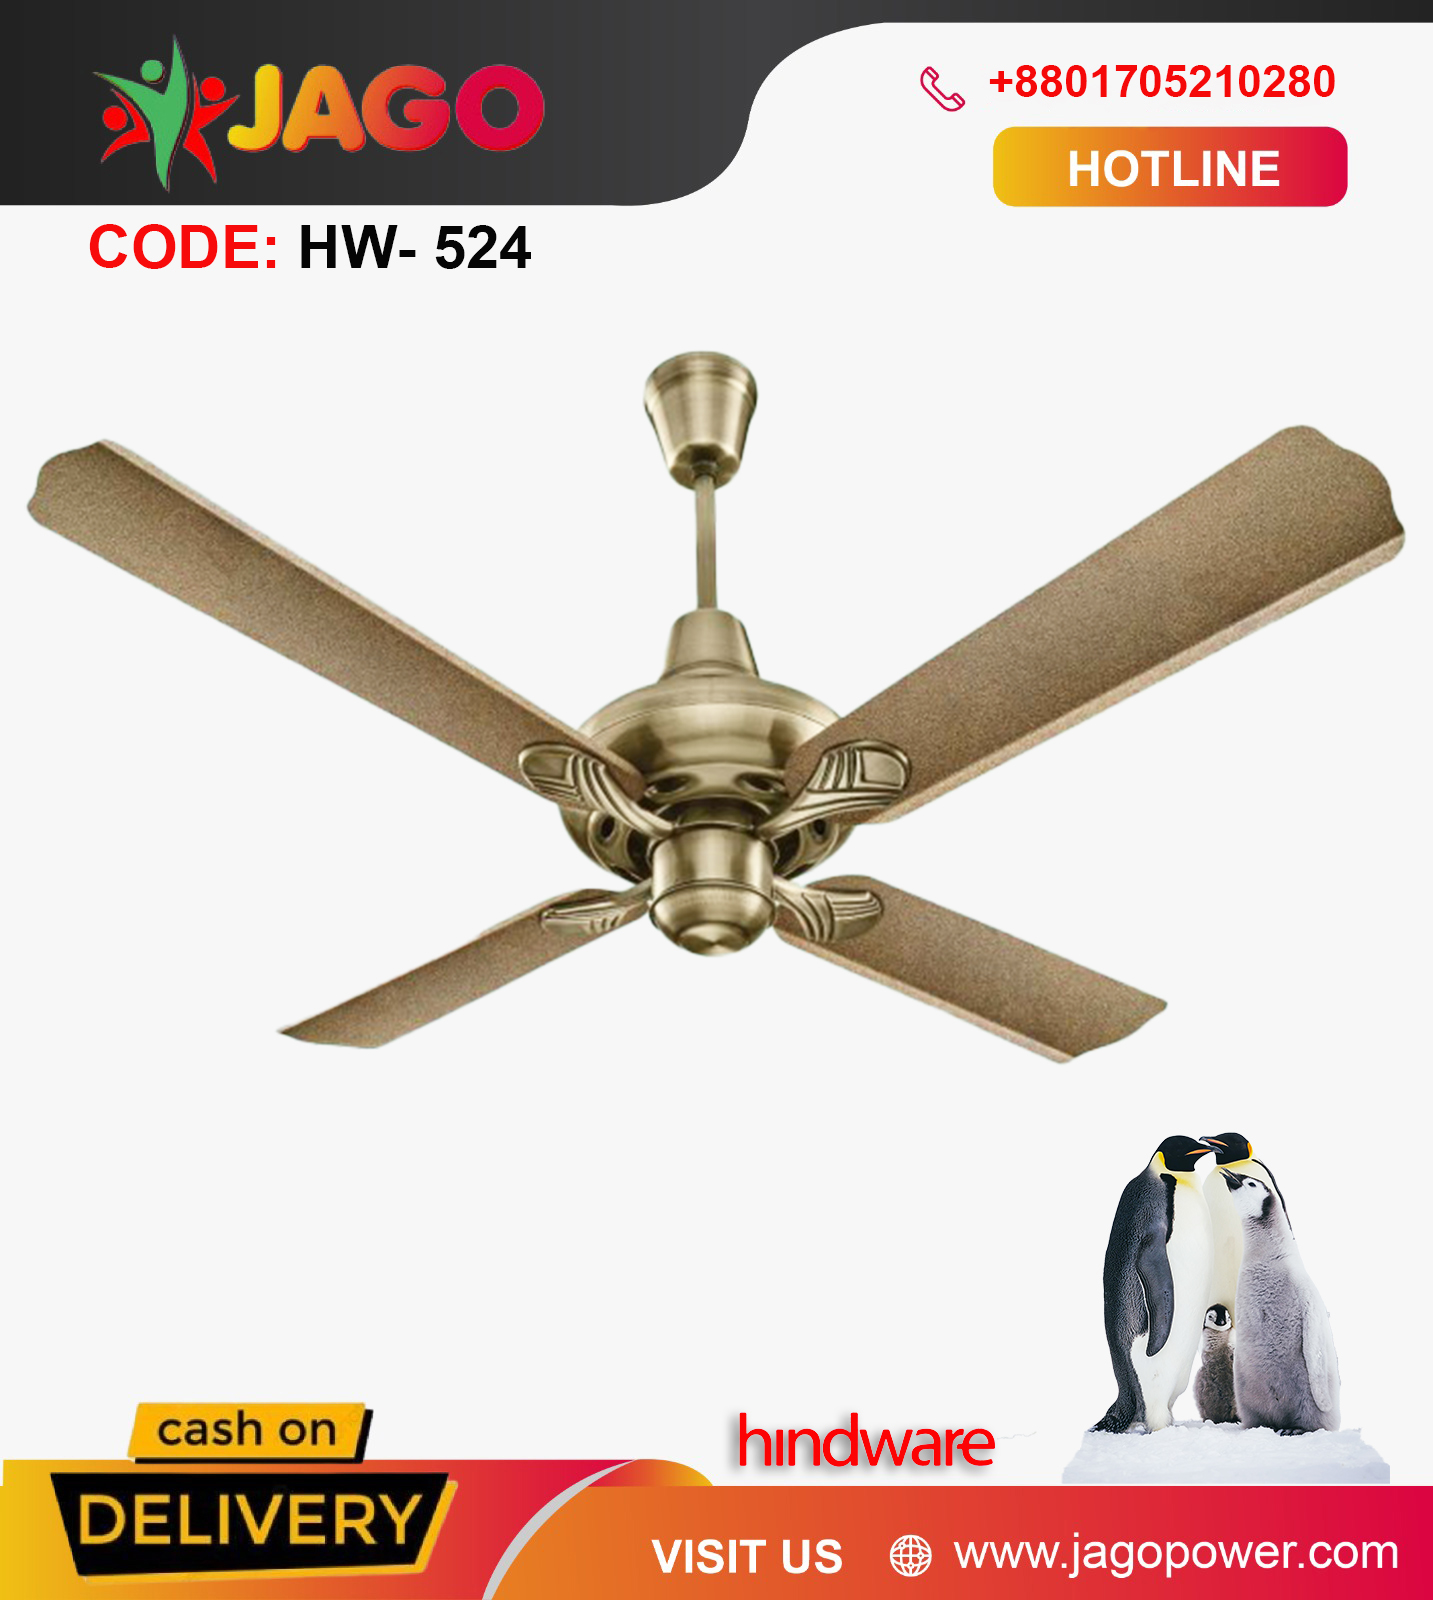 JAGO
+8801705210280
HOTLINE
CODE: HW- 524
cash on
DELIVERY
hindware
VISIT US
www.jagopower.com